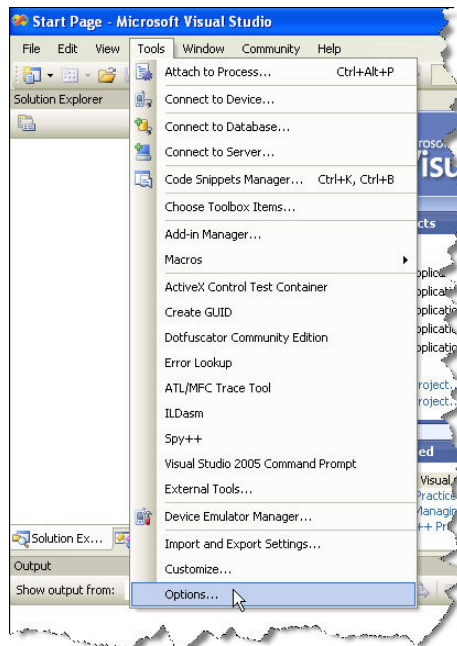 Start Page - Microsoft Visual Studio
File Edit View Tools Window Community Help
Attach to Process... Ctrl+Alt+P
Solution Explorer
Connect to Device...
Connect to Database...
Connect to Server...
Code Snippets Manager... Ctrl+K, Ctrl+B
Choose Toolbox Items...
Add-in Manager...
Macros
ActiveX Control Test Container
Create GUID
Dotfuscator Community Edition
Error Lookup
ATL/MFC Trace Tool
ILDasm
Spy++
Visual Studio 2005 Command Prompt
Visual
External Tools...
Device Emulator Manager...
Solution Ex...
Import and Export Settings...
Output
Customize...
Show output from:
Options...